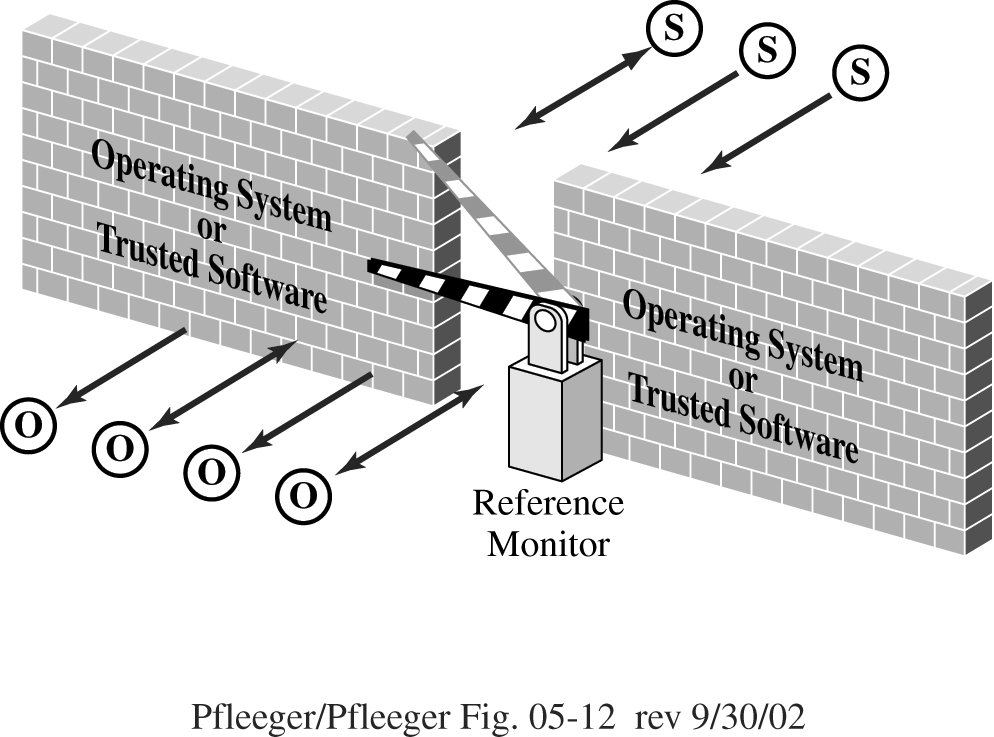 S
S
S
Operating System
or
Trusted Software
Operating System
or
Trusted Software
O
O
O
O
Reference
Monitor
Pfleeger/Pfleeger Fig. 05-12 rev 9/30/02